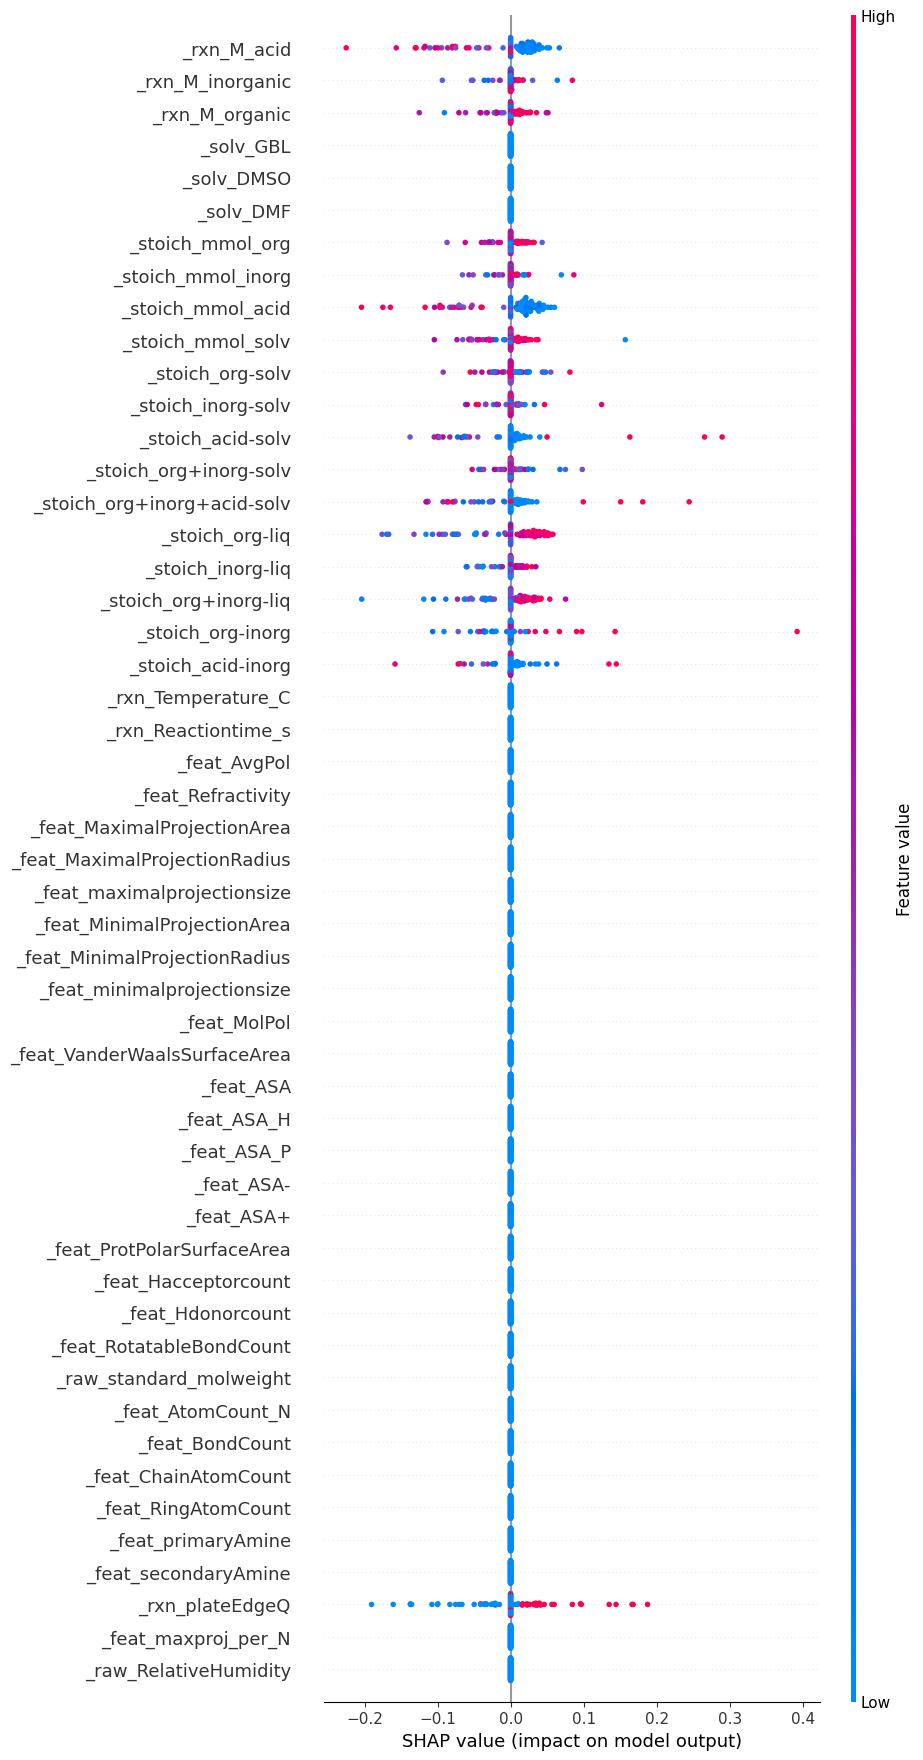 High
_rxn_M_acid
_rxn_M_inorganic
_rxn_M_organic
_solv_GBL
_solv_DMSO
_solv_DMF
_stoich_mmol_org
_stoich_mmol_inorg
_stoich_mmol_acid
_stoich_mmol_solv
_stoich_org-solv
_stoich_inorg-solv
_stoich_acid-solv
_stoich_org+inorg-solv
_stoich_org+inorg+acid-solv
_stoich_org-liq
_stoich_inorg-liq
_stoich_org+inorg-liq
_stoich_org-inorg
_stoich_acid-inorg
_rxn_Temperature_C
_rxn_Reactiontime_s
_feat_AvgPol
_feat_Refractivity
_feat_MaximalProjectionArea
_feat_MaximalProjectionRadius
_feat_maximalprojectionsize
_feat_MinimalProjectionArea
_feat_MinimalProjectionRadius
_feat_minimalprojectionsize
_feat_MolPol
_feat_VanderWaalsSurfaceArea
_feat_ASA
_feat_ASA_H
_feat_ASA_P
_feat_ASA-
_feat_ASA+
_feat_ProtPolarSurfaceArea
_feat_Hacceptorcount
_feat_Hdonorcount
_feat_RotatableBondCount
_raw_standard_molweight
_feat_AtomCount_N
_feat_BondCount
_feat_ChainAtomCount
_feat_RingAtomCount
_feat_primaryAmine
_feat_secondaryAmine
_rxn_plateEdgeQ
_feat_maxproj_per_N
_raw_RelativeHumidity
Feature value
Low
−0.2 −0.1 0.0 0.1 0.2 0.3 0.4
SHAP value (impact on model output)